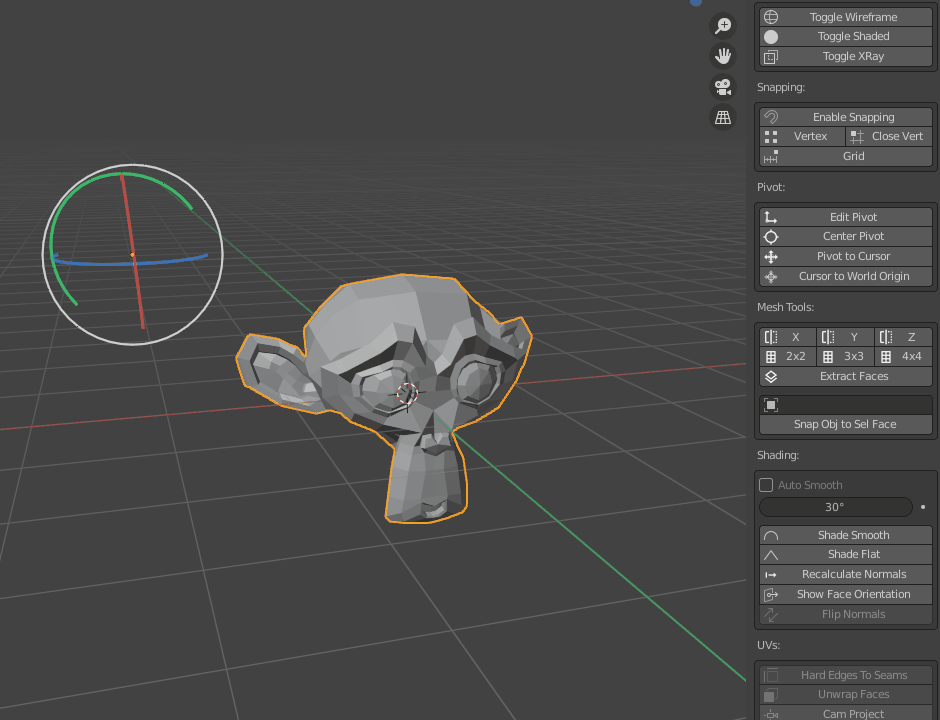 Toggle Wireframe
Toggle Shaded
Toggle XRay
Snapping:
Enable Snapping
Vertex Close Vert
Grid
Pivot:
Edit Pivot
Center Pivot
Pivot to Cursor
Cursor to World Origin
Mesh Tools:
X Y Z
2x2 3x3 4x4
Extract Faces
Snap Obj to Sel Face
Shading:
Auto Smooth
30°
Shade Smooth
Shade Flat
Recalculate Normals
Show Face Orientation
Flip Normals
UVs:
Hard Edges To Seams
Unwrap Faces
Cam Project